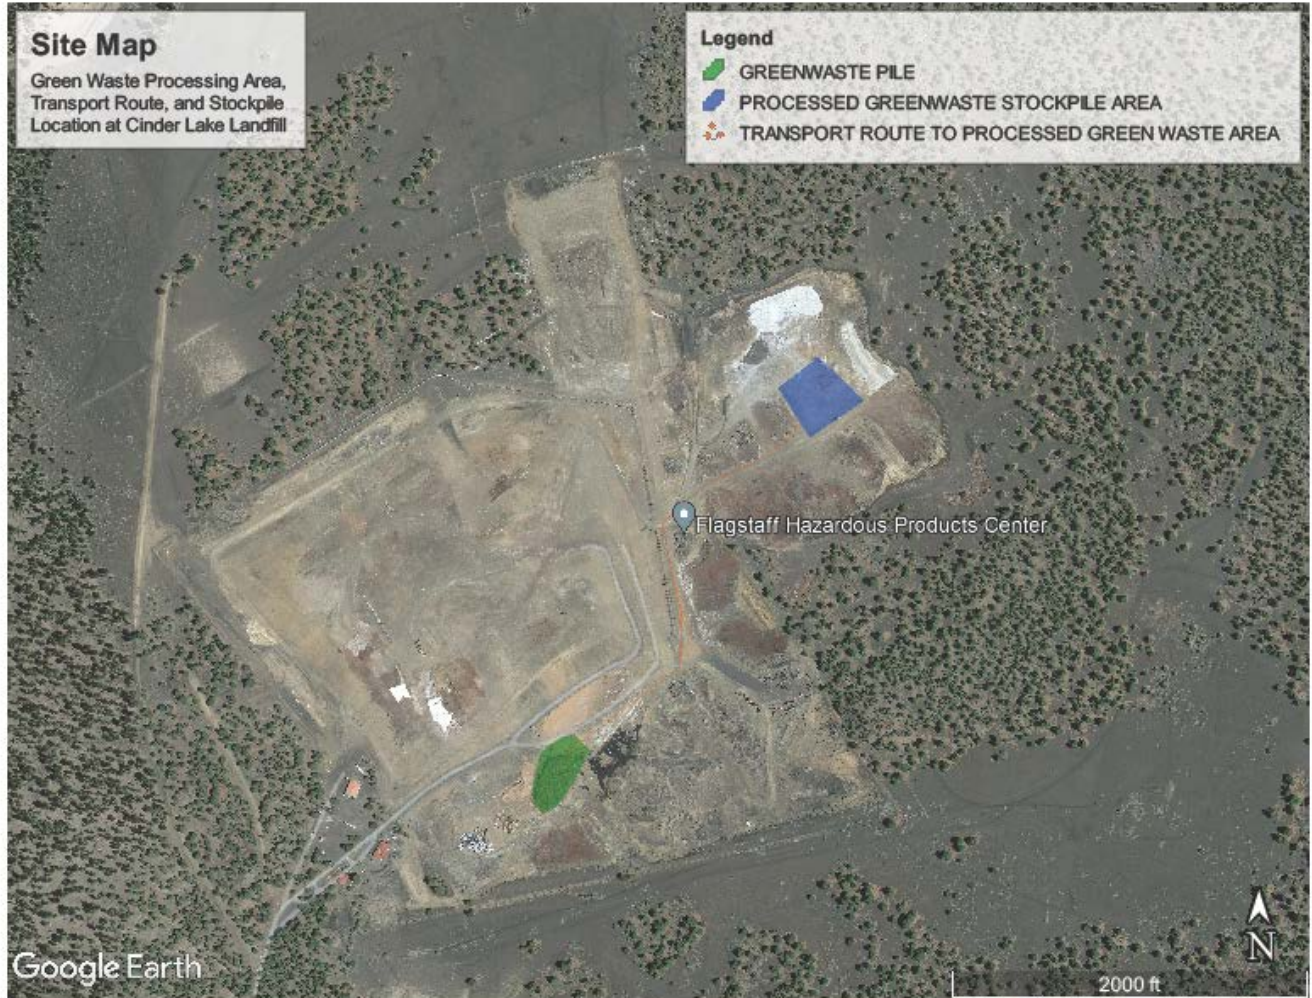 Site Map
Green Waste Processing Area,
Transport Route, and Stockpile
Location at Cinder Lake Landfill
Legend
GREENWASTE PILE
PROCESSED GREENWASTE STOCKPILE AREA
TRANSPORT ROUTE TO PROCESSED GREEN WASTE AREA
Flagstaff Hazardous Products Center
Google Earth
N
2000 ft